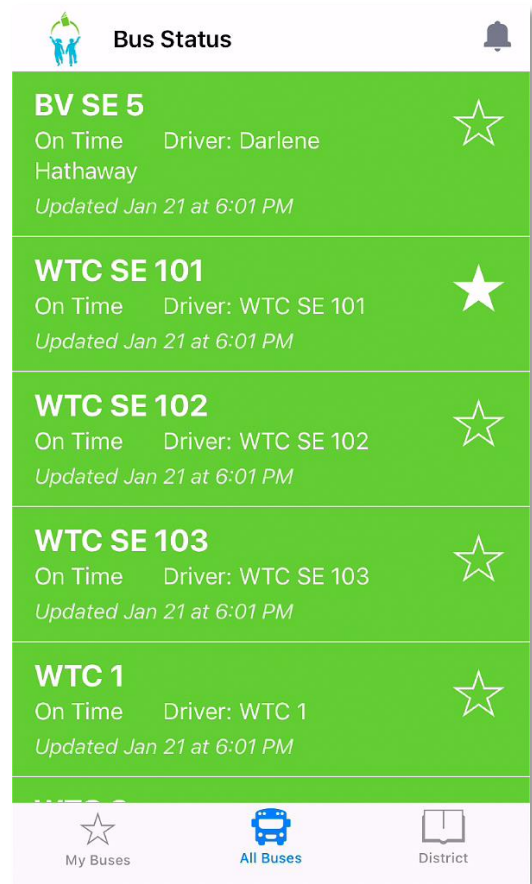 Bus Status
BV SE 5
On Time Driver: Darlene
Hathaway
Updated Jan 21 at 6:01 PM
WTC SE 101
On Time Driver: WTC SE 101
Updated Jan 21 at 6:01 PM
WTC SE 102
On Time Driver: WTC SE 102
Updated Jan 21 at 6:01 PM
WTC SE 103
On Time Driver: WTC SE 103
Updated Jan 21 at 6:01 PM
WTC 1
On Time Driver: WTC 1
Updated Jan 21 at 6:01 PM
My Buses All Buses District